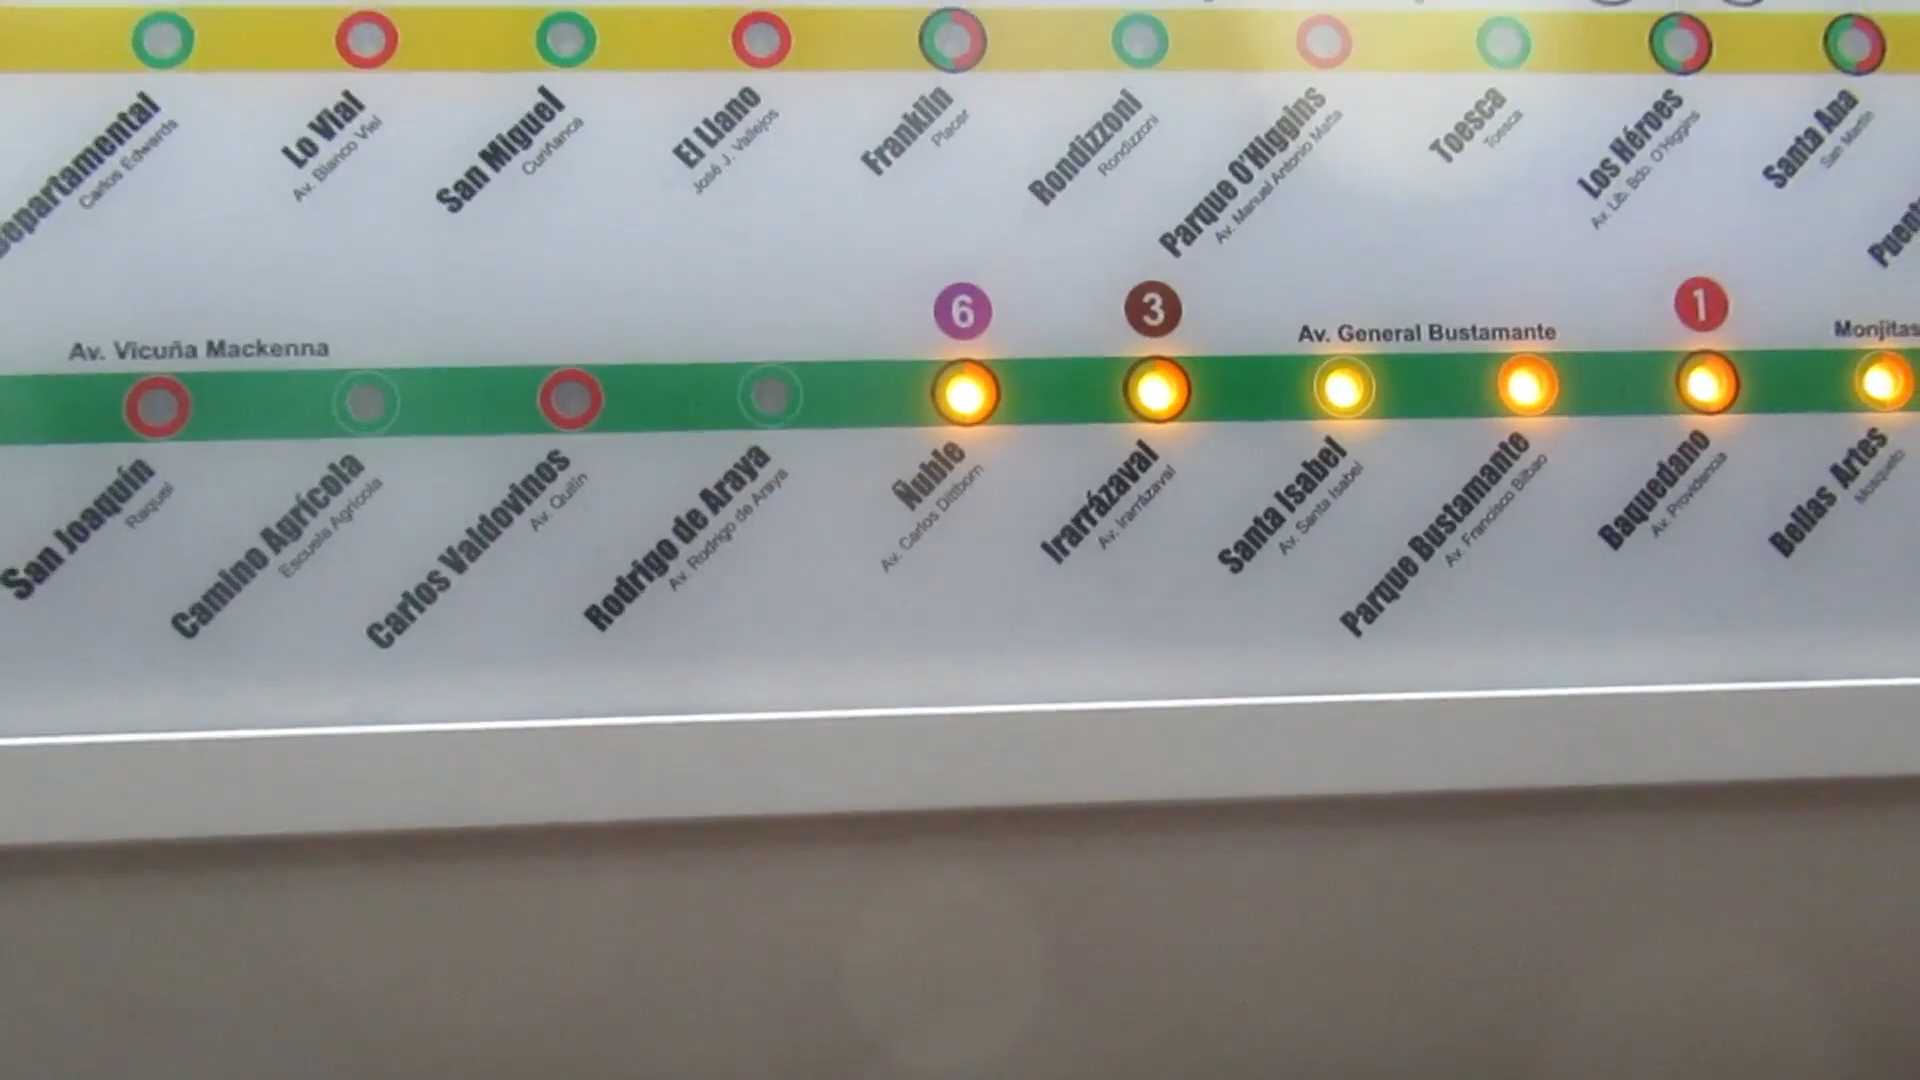 Departamental
Carlos Edwards
Lo Vial
Av. Blanco Viel
San Miguel
Curiñanca
El Llano
José J. Vallejos
Franklin
Placer
Rondizzoni
Rondizzoni
Parque O'Higgins
Av. Manuel Antonio Matta
Toesca
Toesca
Los Héroes
Av. Lib. Bdo. O'Higgins
Santa Ana
San Martín
Puent
6
3
1
Av. Vicuña Mackenna
Av. General Bustamante
Monjitas
San Joaquín
Raquel
Camino Agrícola
Escuela Agrícola
Carlos Valdovinos
Av. Quilín
Rodrigo de Araya
Av. Rodrigo de Araya
Ñuble
Av. Carlos Dittborn
Irarrázaval
Av. Irarrázaval
Santa Isabel
Av. Santa Isabel
Parque Bustamante
Av. Francisco Bilbao
Baquedano
Av. Providencia
Bellas Artes
Mosqueto